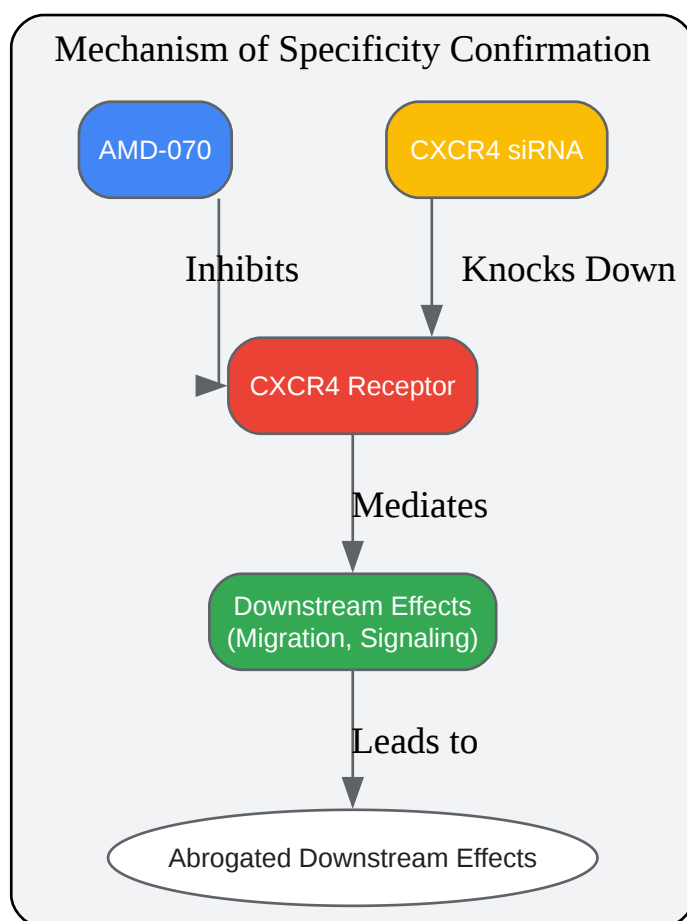 Mechanism of Specificity Confirmation
AMD-070
CXCR4 siRNA
Inhibits
Knocks Down
CXCR4 Receptor
Mediates
Downstream Effects
(Migration, Signaling)
Leads to
Abrogated Downstream Effects